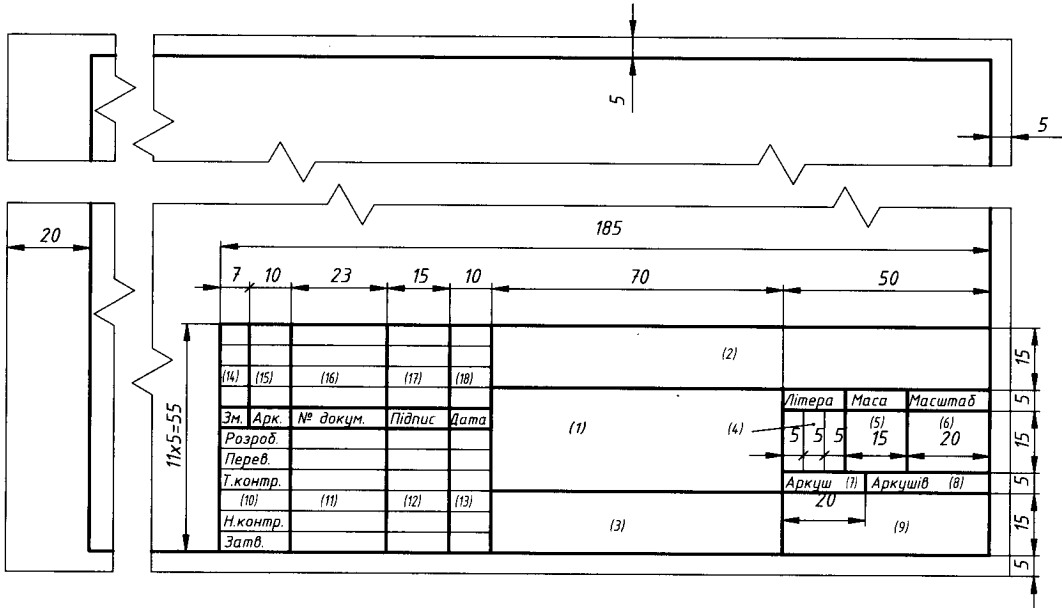 5
5
20
185
7 10 23 15 10 70 50
(2)
15
(14) (15) (16) (17) (18)
Літера Маса Масштаб
5
Зм. Арк. № докум. Підпис Дата
(1)
(4) (5) (6)
5 5 5 15 20
15
11х5=55
Розроб.
Перев.
Т.контр.
Аркуш (7) Аркушів (8)
5
(10) (11) (12) (13)
20
Н.контр.
(3)
(9)
15
Затв.
5